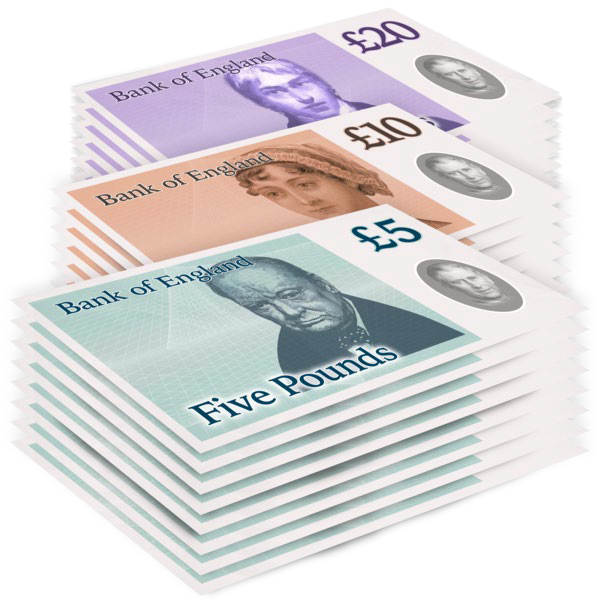 £20
Bank of England
£10
Bank of England
£5
Bank of England
Five Pounds